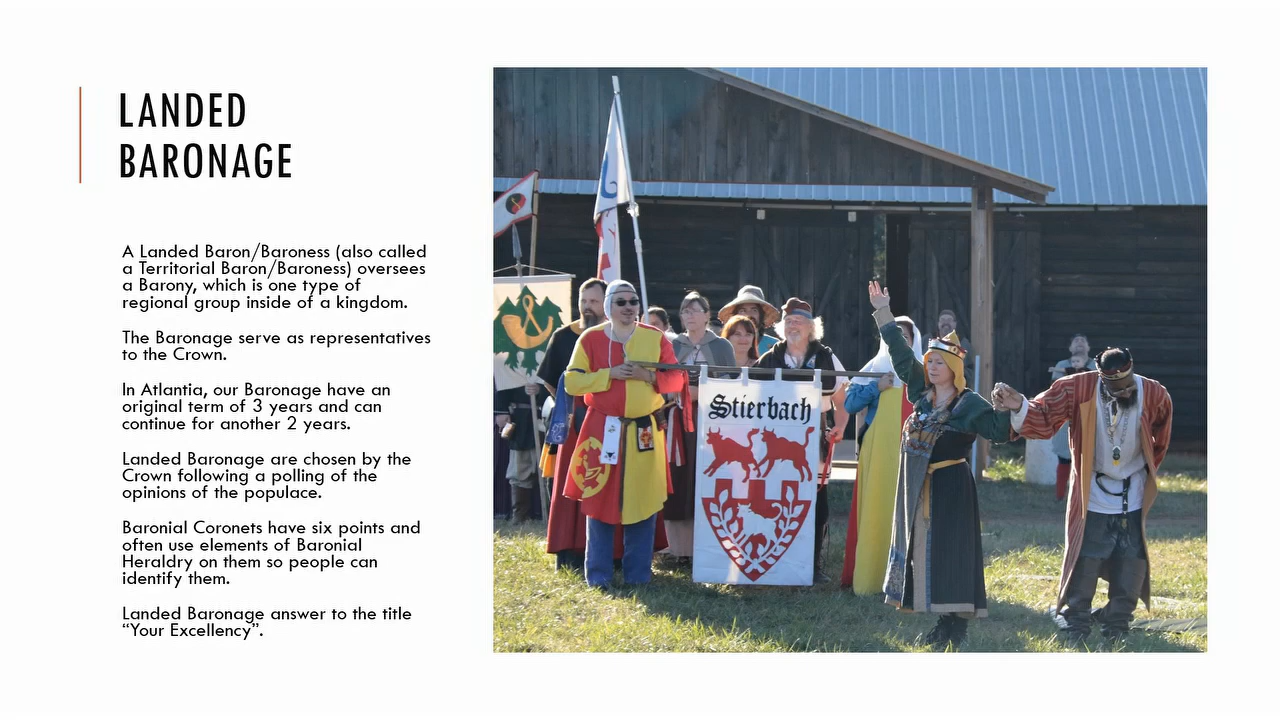 LANDED
BARONAGE
A Landed Baron/Baroness (also called
a Territorial Baron/Baroness) oversees
a Barony, which is one type of
regional group inside of a kingdom.
The Baronage serve as representatives
to the Crown.
In Atlantia, our Baronage have an
original term of 3 years and can
continue for another 2 years.
Landed Baronage are chosen by the
Crown following a polling of the
opinions of the populace.
Baronial Coronets have six points and
often use elements of Baronial
Heraldry on them so people can
identify them.
Landed Baronage answer to the title
“Your Excellency”.
Stierbach